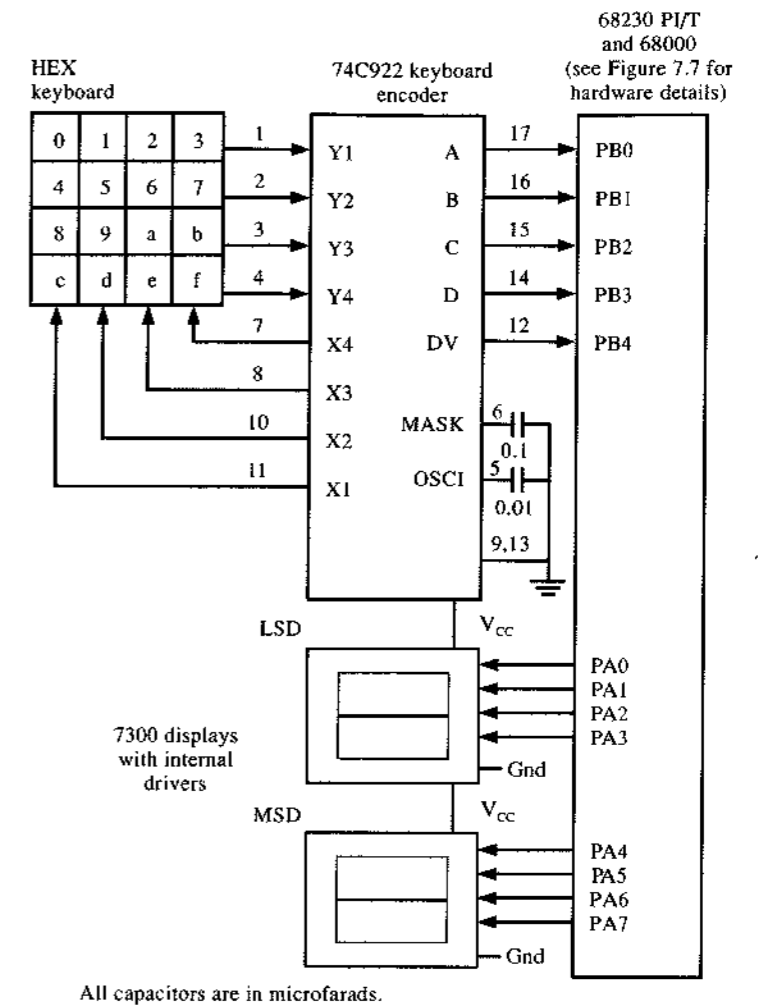 68230 PI/T
and 68000
(see Figure 7.7 for
hardware details)
HEX
keyboard
74C922 keyboard
encoder
0 1 2 3
4 5 6 7
8 9 a b
c d e f
1
2
3
4
7
8
10
11
Y1
Y2
Y3
Y4
X4
X3
X2
X1
A
B
C
D
DV
MASK
OSCI
17
16
15
14
12
6
0.1
5
0.01
9,13
PB0
PB1
PB2
PB3
PB4
LSD
VCC
PA0
PA1
PA2
PA3
Gnd
7300 displays
with internal
drivers
MSD
VCC
PA4
PA5
PA6
PA7
Gnd
All capacitors are in microfarads.